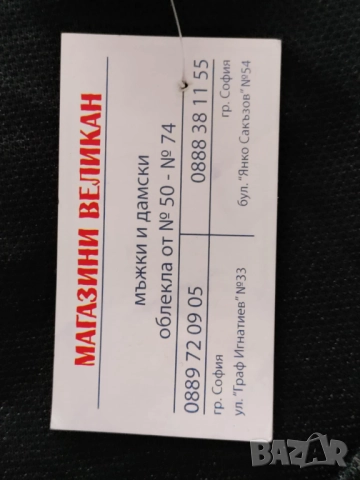 МАГАЗИНИ ВЕЛИКАН
мъжки и дамски
облекла от № 50 - № 74
0889 72 09 05
гр. София
ул. "Граф Игнатиев" №33
0888 38 11 55
гр. София
бул. "Янко Сакъзов" №54
BAZAR